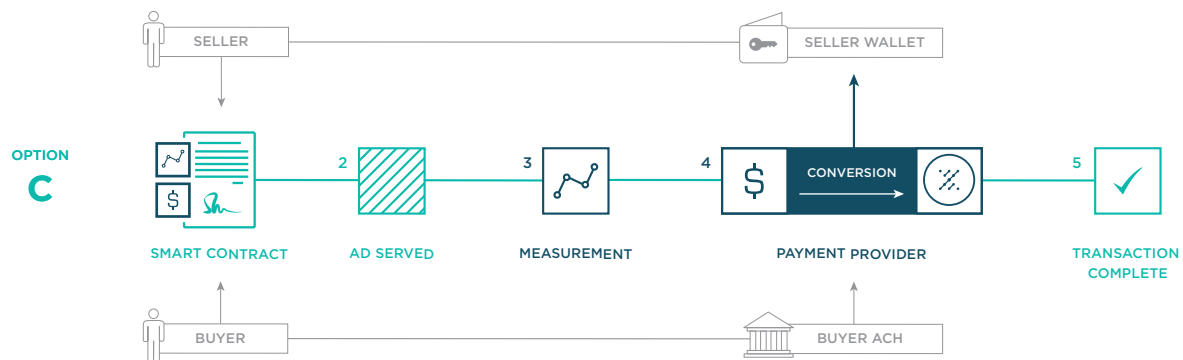 SELLER
SELLER WALLET
OPTION
C
2
3
4
CONVERSION
5
$
$
SMART CONTRACT
AD SERVED
MEASUREMENT
PAYMENT PROVIDER
TRANSACTION
COMPLETE
BUYER
BUYER ACH